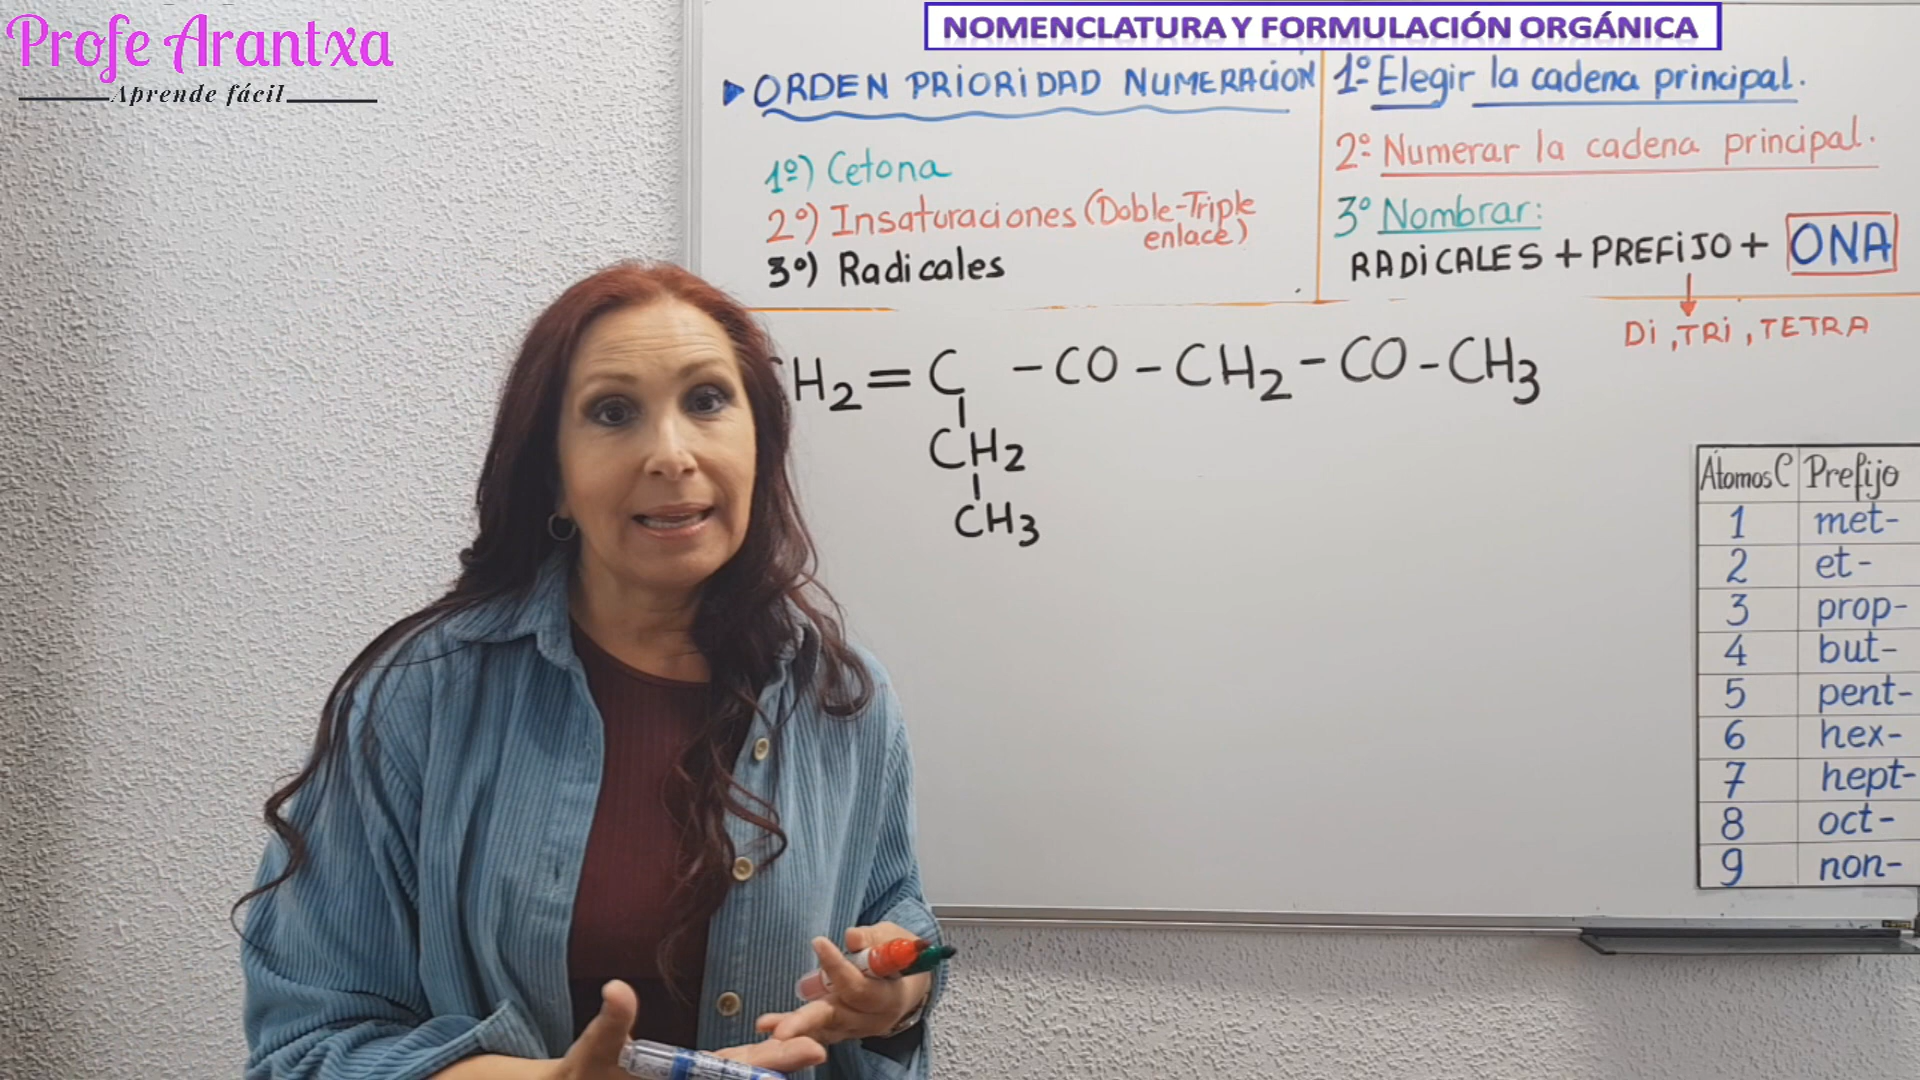 Profe Arantxa
Aprende fácil
NOMENCLATURA Y FORMULACIÓN ORGÁNICA
▶ORDEN PRIORIDAD NUMERACIÓN
1º) Cetona
2º) Insaturaciones (Doble-Triple
enlace)
3º) Radicales
1º Elegir la cadena principal.
2º Numerar la cadena principal.
3º Nombrar:
RADICALES + PREFIJO + ONA
Di, TRi, TETRA
CH2=C -CO-CH2-CO-CH3
CH2
CH3
Átomos C Prefijo
1 met-
2 et-
3 prop-
4 but-
5 pent-
6 hex-
7 hept-
8 oct-
9 non-